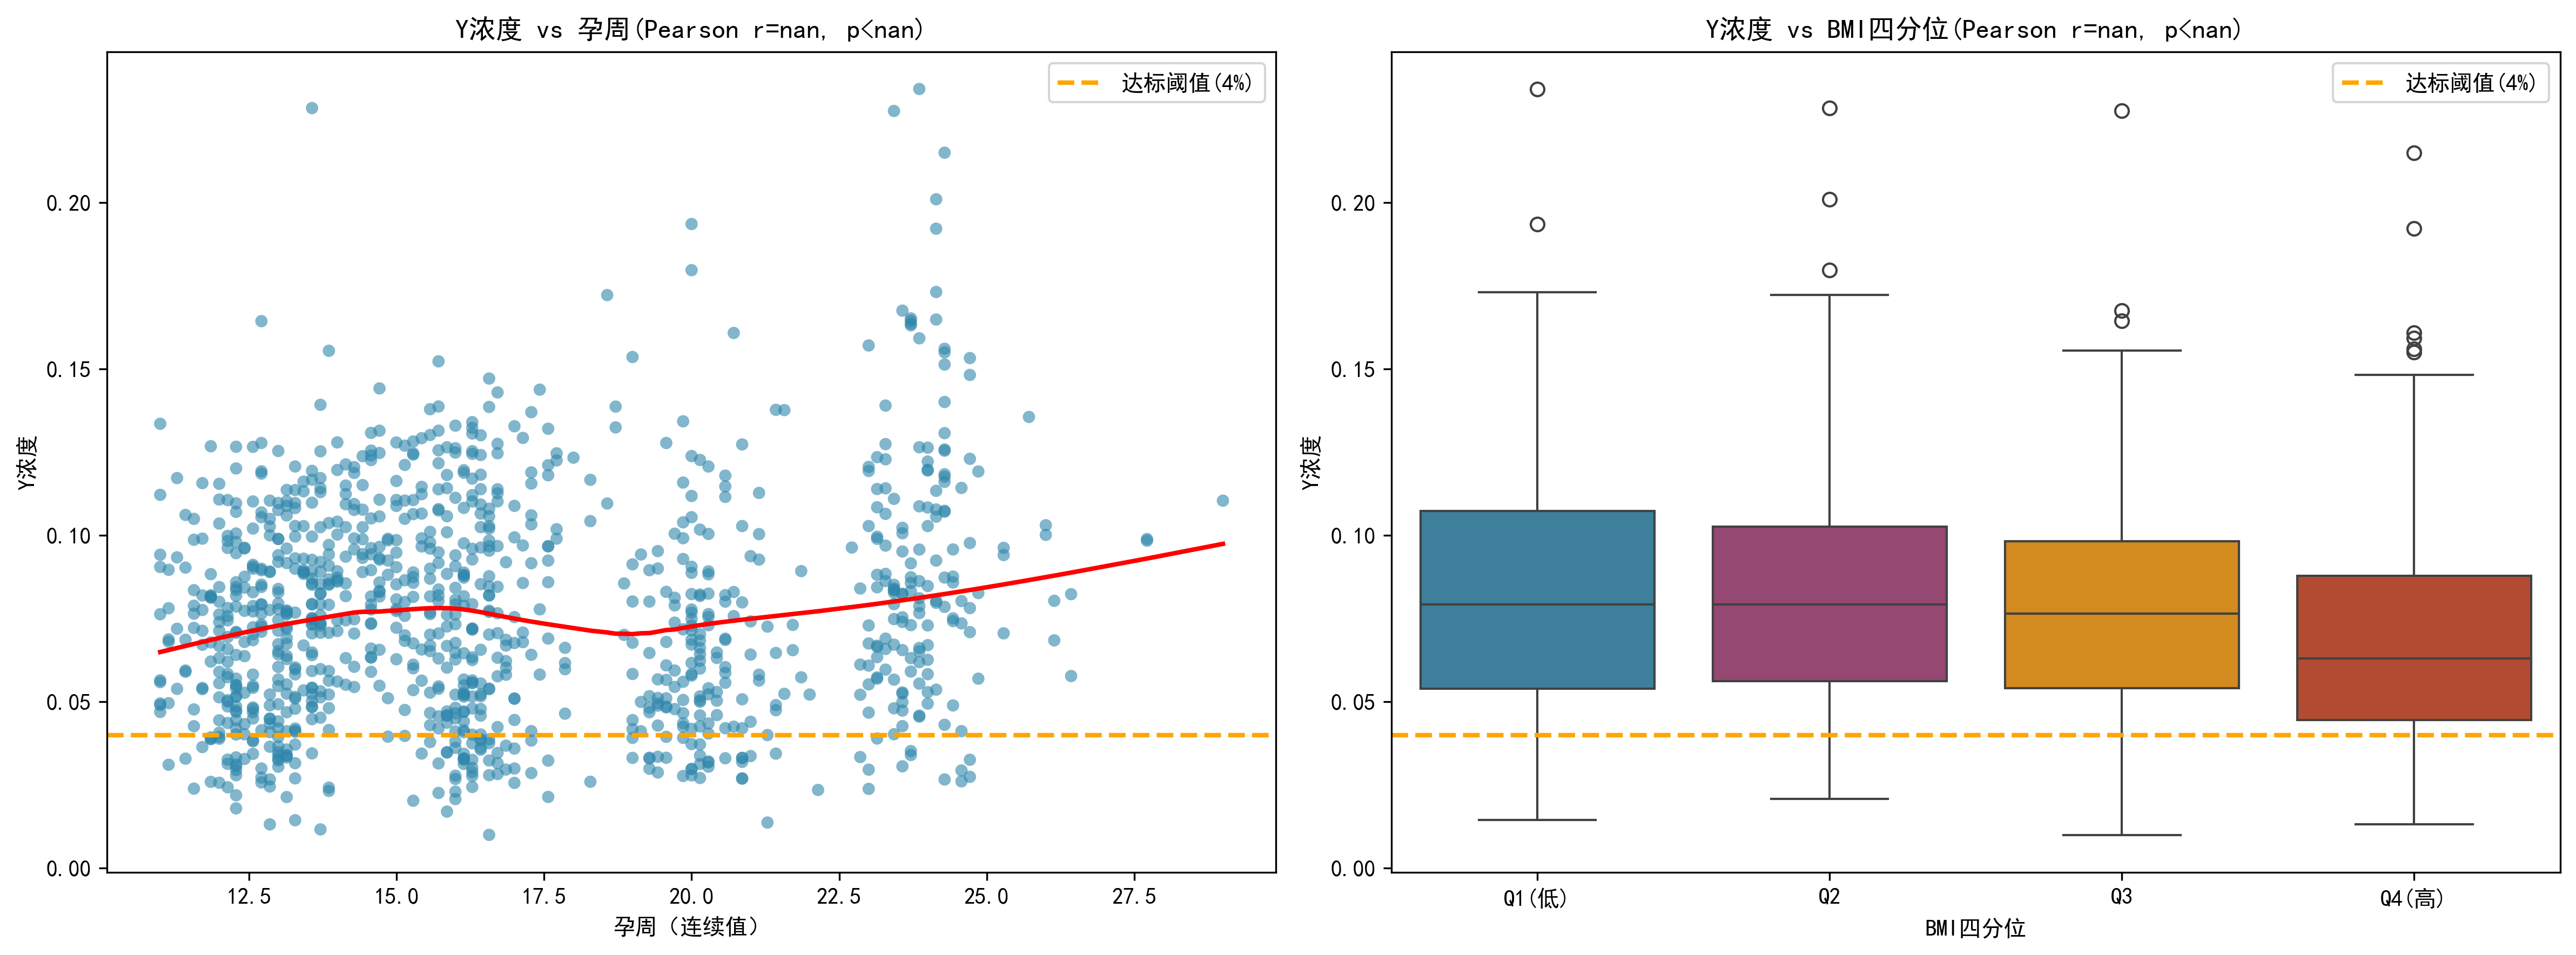 Y浓度 vs 孕周(Pearson r=nan, p<nan)
达标阈值(4%)
Y浓度
0.20
0.15
0.10
0.05
0.00
12.5 15.0 17.5 20.0 22.5 25.0 27.5
孕周（连续值）
Y浓度 vs BMI四分位(Pearson r=nan, p<nan)
达标阈值(4%)
Y浓度
0.20
0.15
0.10
0.05
0.00
Q1(低) Q2 Q3 Q4(高)
BMI四分位